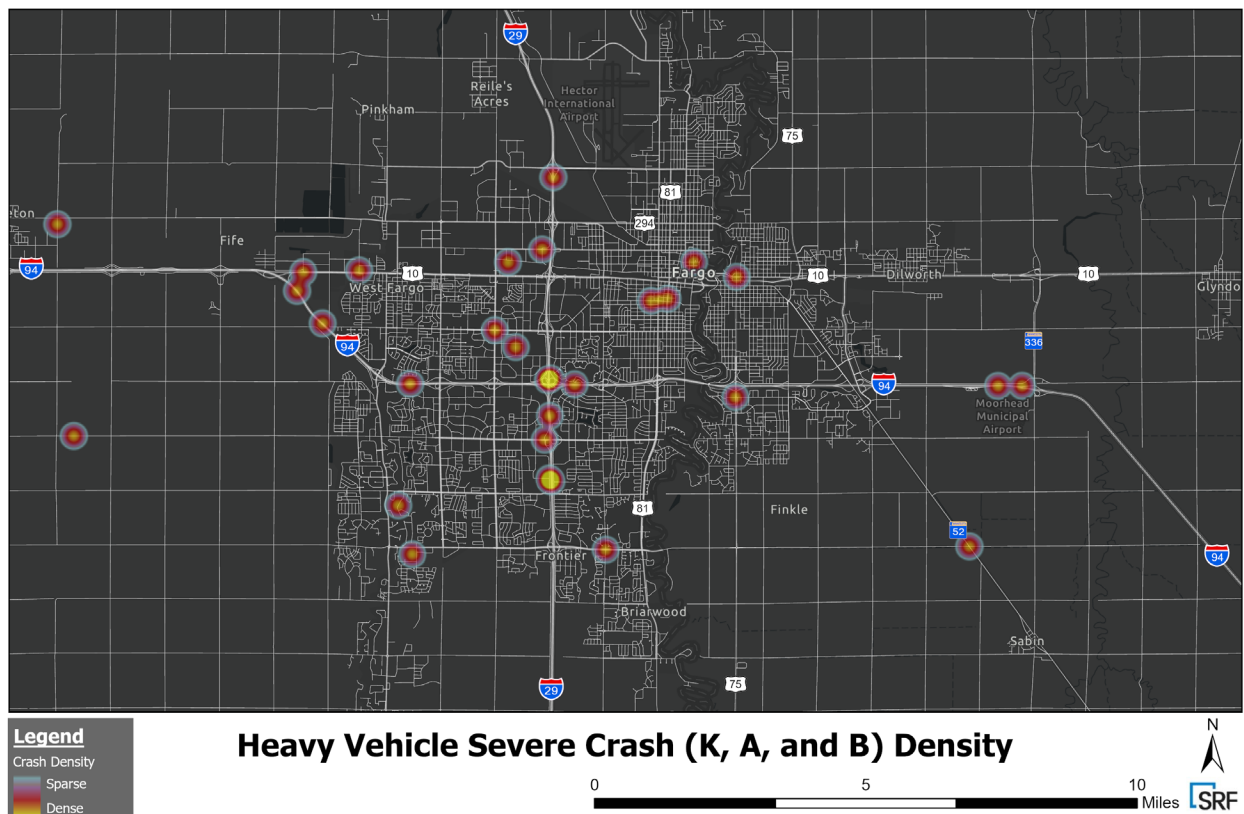 29
Reile's
Acres
Hector
International
Airport
Pinkham
75
81
eton
294
Fife
94
10
West Fargo
Fargo
10
Dilworth
10
Glyndo
94
336
94
Moorhead
Municipal
Airport
81
Finkle
52
Frontier
94
Briarwood
Sabin
29
75
Legend
Crash Density
Sparse
Dense
Heavy Vehicle Severe Crash (K, A, and B) Density
0 5 10
Miles
N
SRF